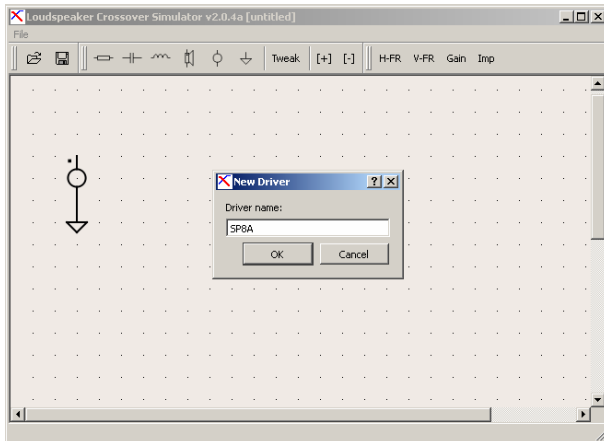 Loudspeaker Crossover Simulator v2.0.4a [untitled]
File
Tweak [+] [-] H-FR V-FR Gain Imp
New Driver
Driver name:
SP8A
OK Cancel